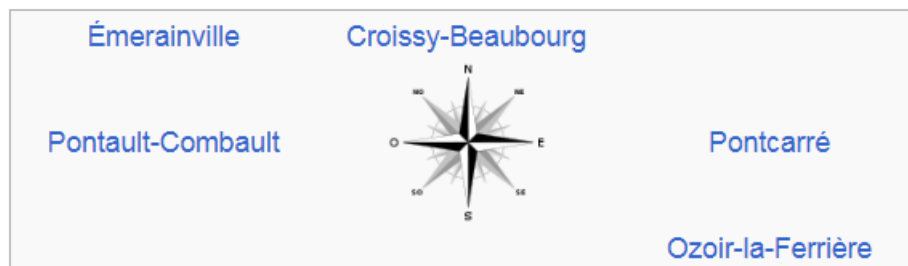 Émerainville Croissy-Beaubourg
N
NO NE
Pontault-Combault O E Pontcarré
SO SE
S
Ozoir-la-Ferrière